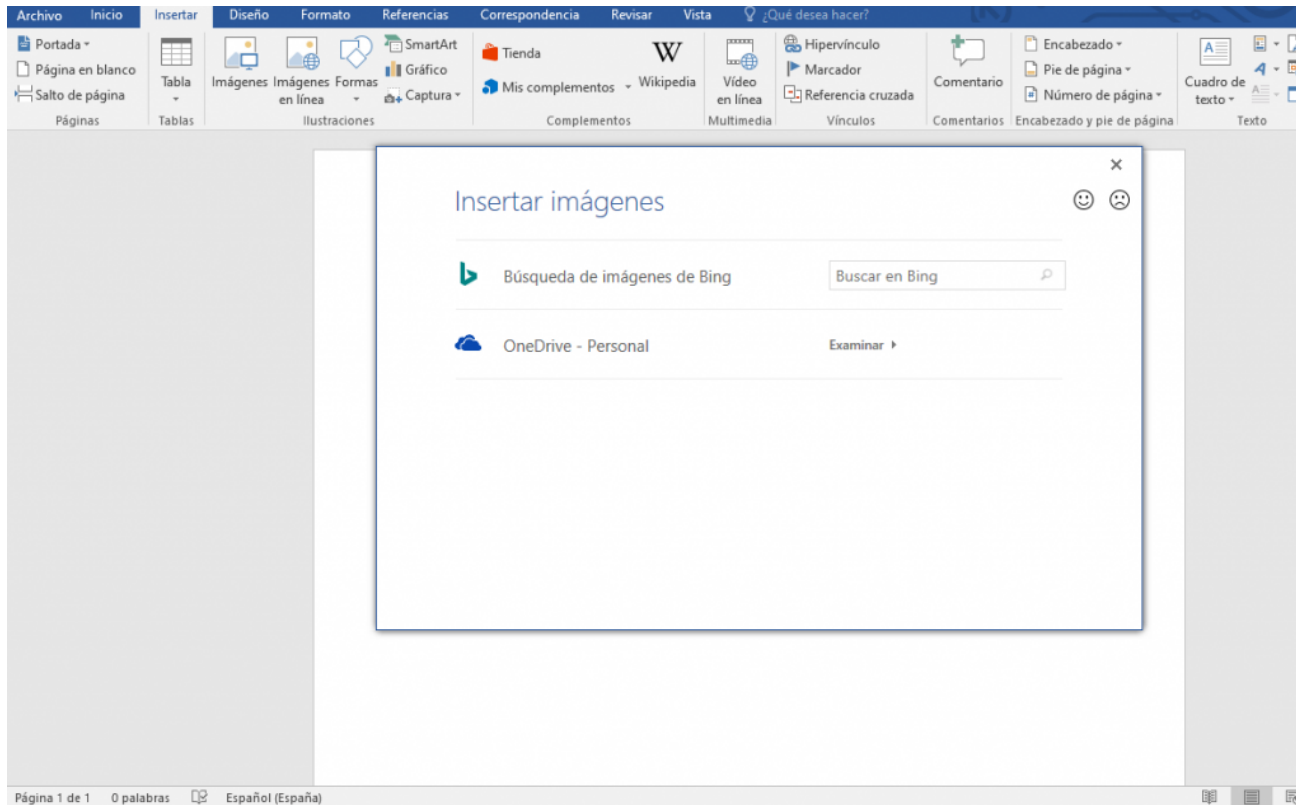 Archivo Inicio Insertar Diseño Formato Referencias Correspondencia Revisar Vista ¿Qué desea hacer?
Portada
Página en blanco
Salto de página
Páginas
Tabla
Tablas
Imágenes
Imágenes
en línea
Formas
SmartArt
Gráfico
Captura
Ilustraciones
Tienda
Mis complementos
W
Wikipedia
Complementos
Vídeo
en línea
Multimedia
Hipervínculo
Marcador
Referencia cruzada
Vínculos
Comentario
Comentarios
Encabezado
Pie de página
Número de página
Encabezado y pie de página
Cuadro de
texto
Texto
Insertar imágenes
Búsqueda de imágenes de Bing
Buscar en Bing
OneDrive - Personal
Examinar
Página 1 de 1 0 palabras Español (España)